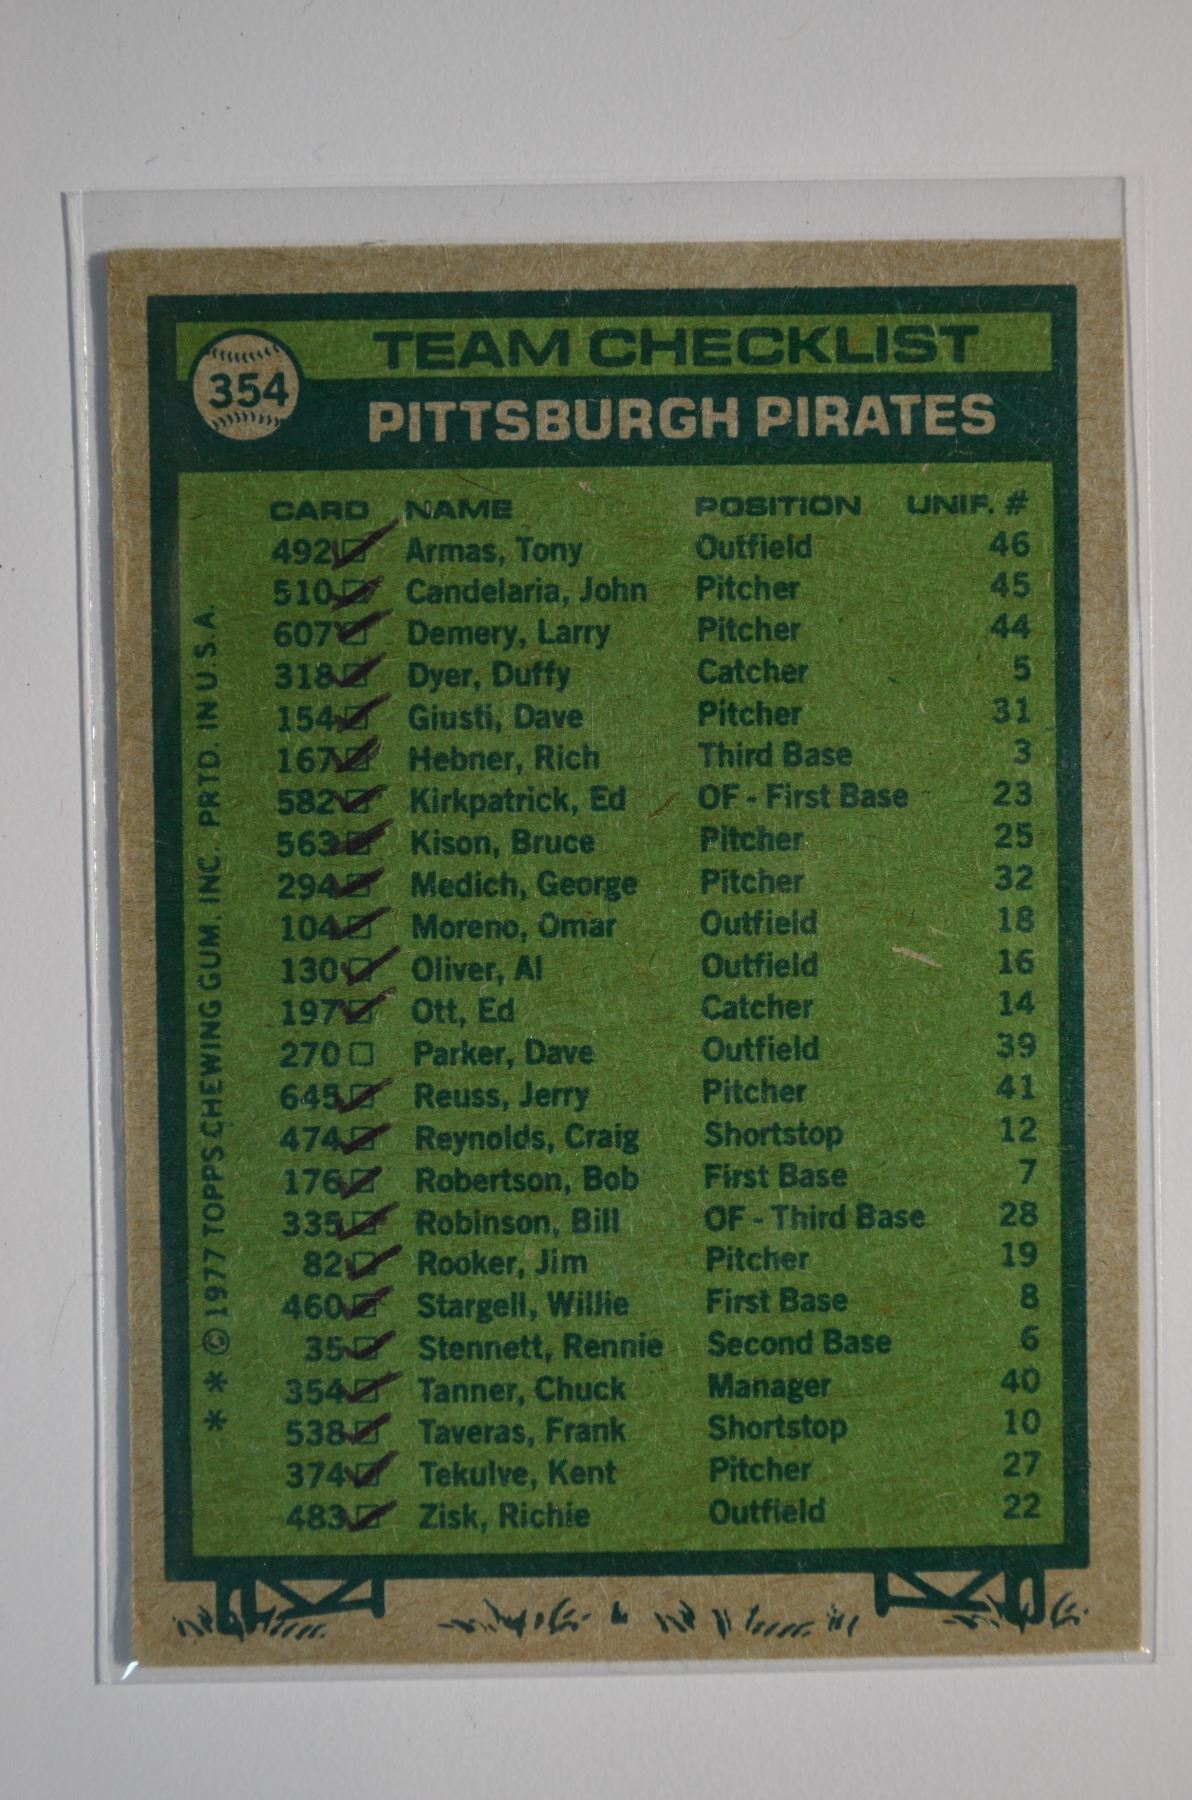 TEAM CHECKLIST
354
PITTSBURGH PIRATES
CARD NAME POSITION UNIF. #
492 Armas, Tony Outfield 46
510 Candelaria, John Pitcher 45
607 Demery, Larry Pitcher 44
318 Dyer, Duffy Catcher 5
154 Giusti, Dave Pitcher 31
167 Hebner, Rich Third Base 3
582 Kirkpatrick, Ed OF - First Base 23
563 Kison, Bruce Pitcher 25
294 Medich, George Pitcher 32
104 Moreno, Omar Outfield 18
130 Oliver, Al Outfield 16
197 Ott, Ed Catcher 14
270 Parker, Dave Outfield 39
645 Reuss, Jerry Pitcher 41
474 Reynolds, Craig Shortstop 12
176 Robertson, Bob First Base 7
335 Robinson, Bill OF - Third Base 28
82 Rooker, Jim Pitcher 19
460 Stargell, Willie First Base 8
35 Stennett, Rennie Second Base 6
354 Tanner, Chuck Manager 40
538 Taveras, Frank Shortstop 10
374 Tekulve, Kent Pitcher 27
483 Zisk, Richie Outfield 22
* * © 1977 TOPPS CHEWING GUM. INC. PRTD. IN U.S.A.